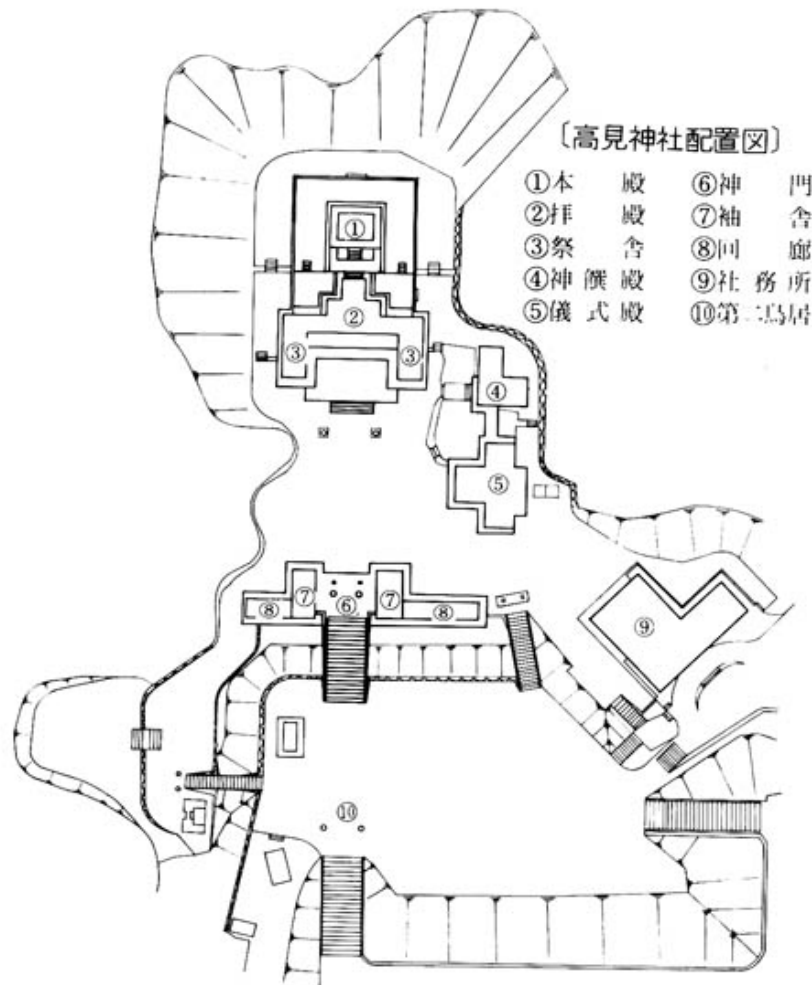 〔高見神社配置図〕
①本殿 ⑥神門
②拝殿 ⑦袖舎
③祭舎 ⑧回廊
④神饌殿 ⑨社務所
⑤儀式殿 ⑩第二鳥居
①
②
③ ③
④
⑤
⑦ ⑥ ⑦
⑧ ⑧
⑨
⑩